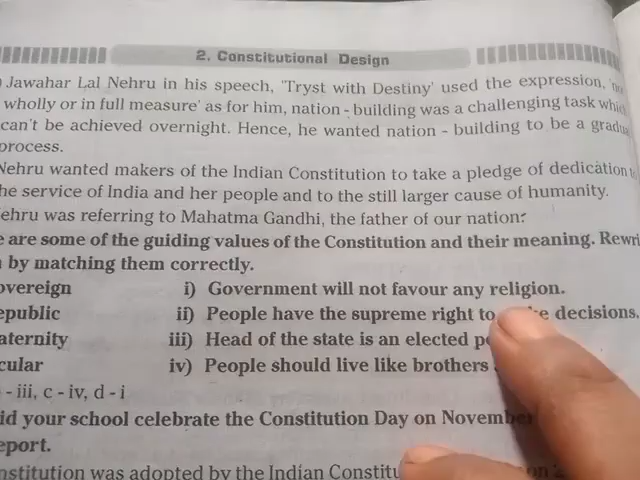 2. Constitutional Design
Jawahar Lal Nehru in his speech, 'Tryst with Destiny' used the expression,
wholly or in full measure' as for him, nation - building was a challenging task
can't be achieved overnight. Hence, he wanted nation - building to be a
process.
Nehru wanted makers of the Indian Constitution to take a pledge of dedication
he service of India and her people and to the still larger cause of humanity.
ehru was referring to Mahatma Gandhi, the father of our nation.
e are some of the guiding values of the Constitution and their meaning. Rewri
by matching them correctly.
overeign i) Government will not favour any religion.
epublic ii) People have the supreme right to decisions.
aternity iii) Head of the state is an elected
cular iv) People should live like brothers
- iii, c - iv, d - i
id your school celebrate the Constitution Day on November
eport.
nstitution was adopted by the Indian Constitu